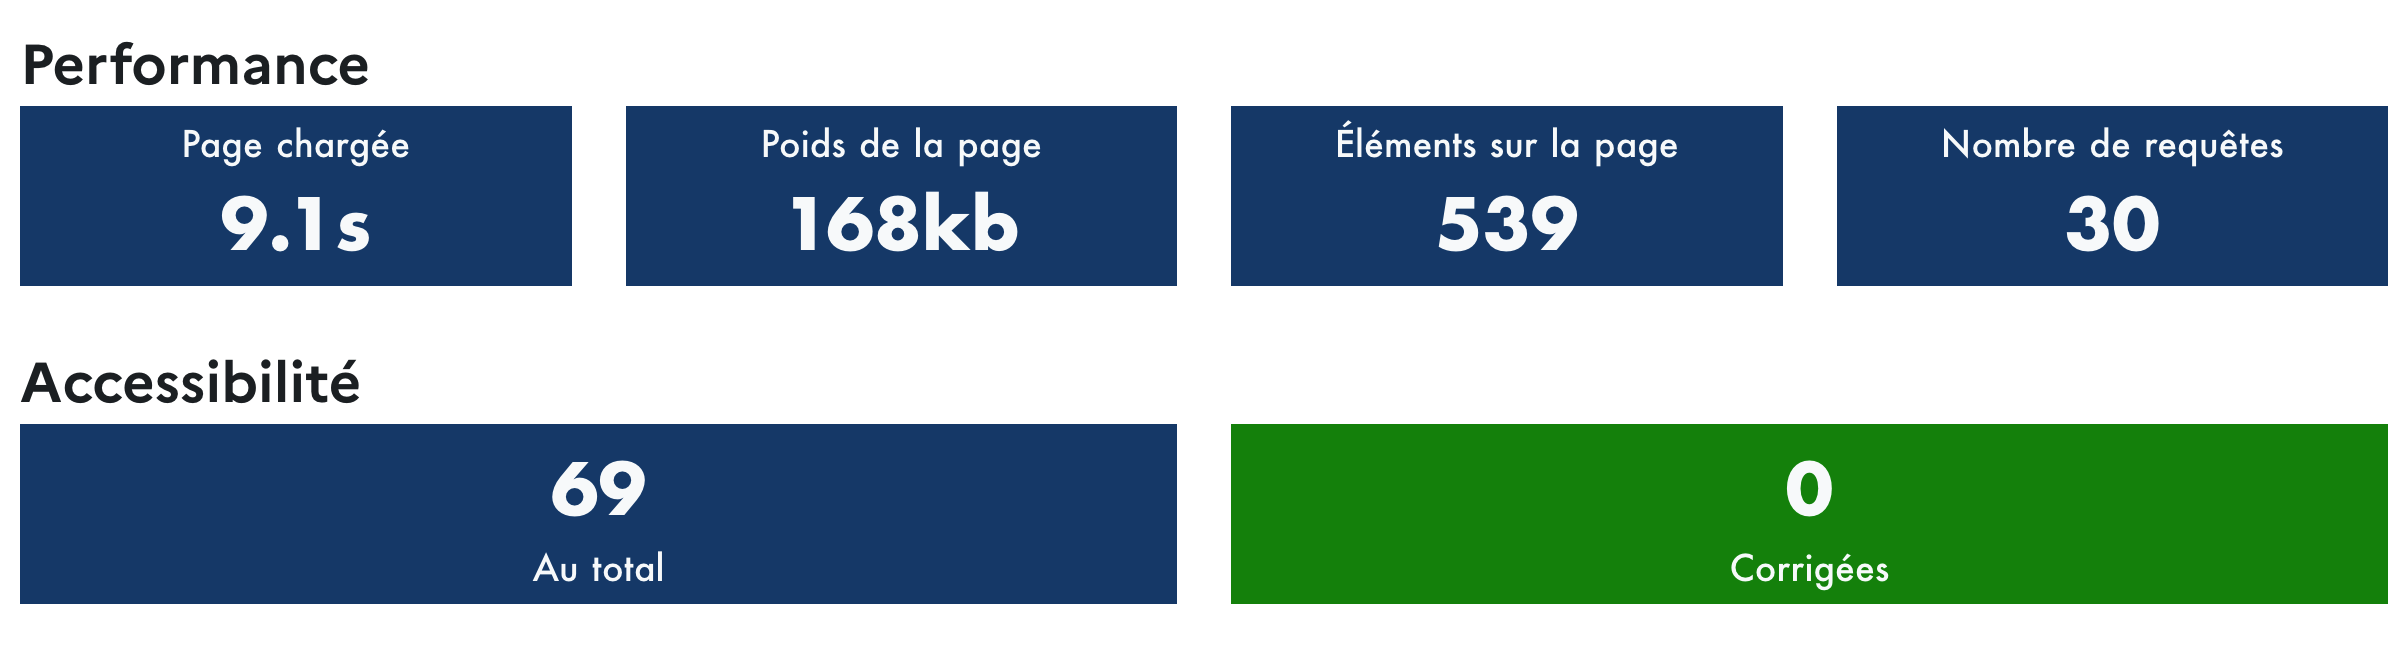 Performance
Page chargée
9.1s
Poids de la page
168kb
Éléments sur la page
539
Nombre de requêtes
30
Accessibilité
69
Au total
0
Corrigées